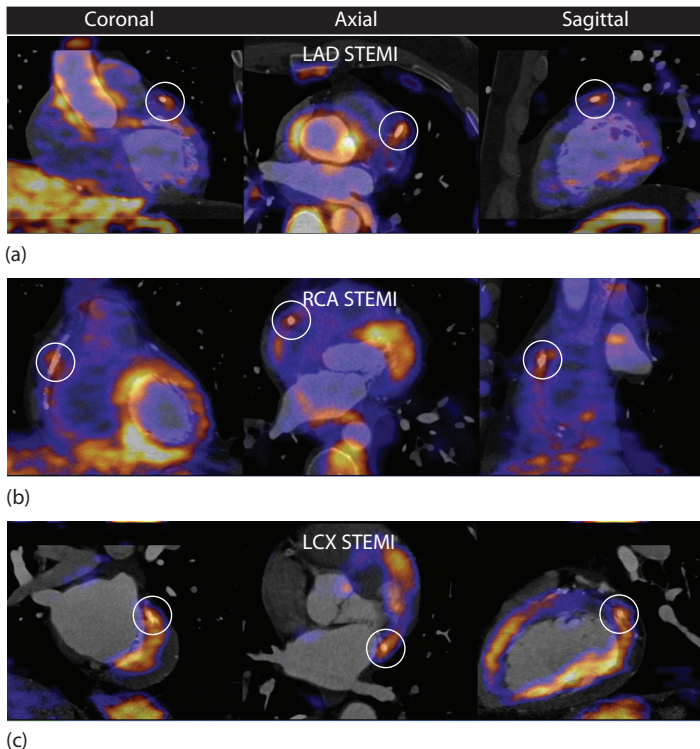 Coronal Axial Sagittal
LAD STEMI
(a)
RCA STEMI
(b)
LCX STEMI
(c)